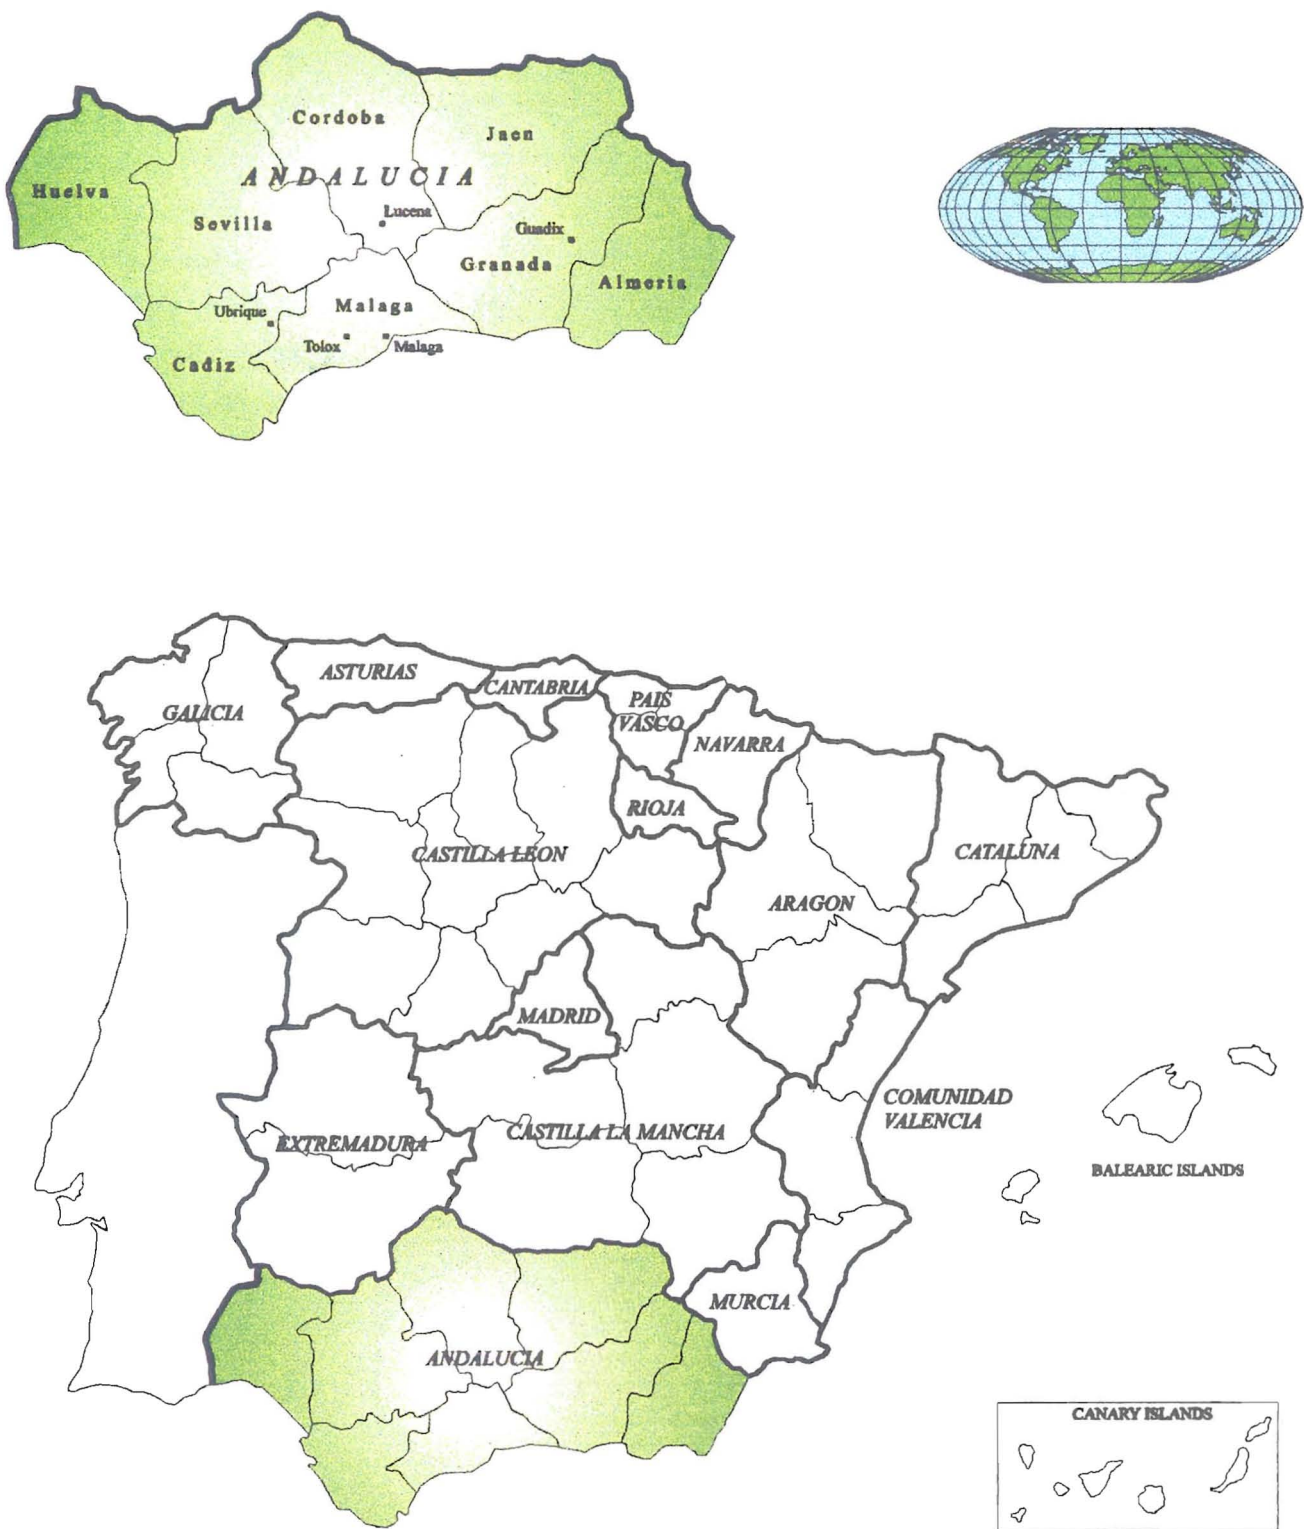 Cordoba
Jaen
ANDALUCIA
Huelva
Lucena
Sevilla
Guadix
Granada
Almeria
Malaga
Ubrique
Tolox
Malaga
Cadiz
ASTURIAS
CANTABRIA
PAIS
VASCO
GALICIA
NAVARRA
RIOJA
CASTILLA LEON
CATALUNA
ARAGON
MADRID
COMUNIDAD
VALENCIA
EXTREMADURA
CASTILLA LA MANCHA
BALEARIC ISLANDS
MURCIA
ANDALUCIA
CANARY ISLANDS